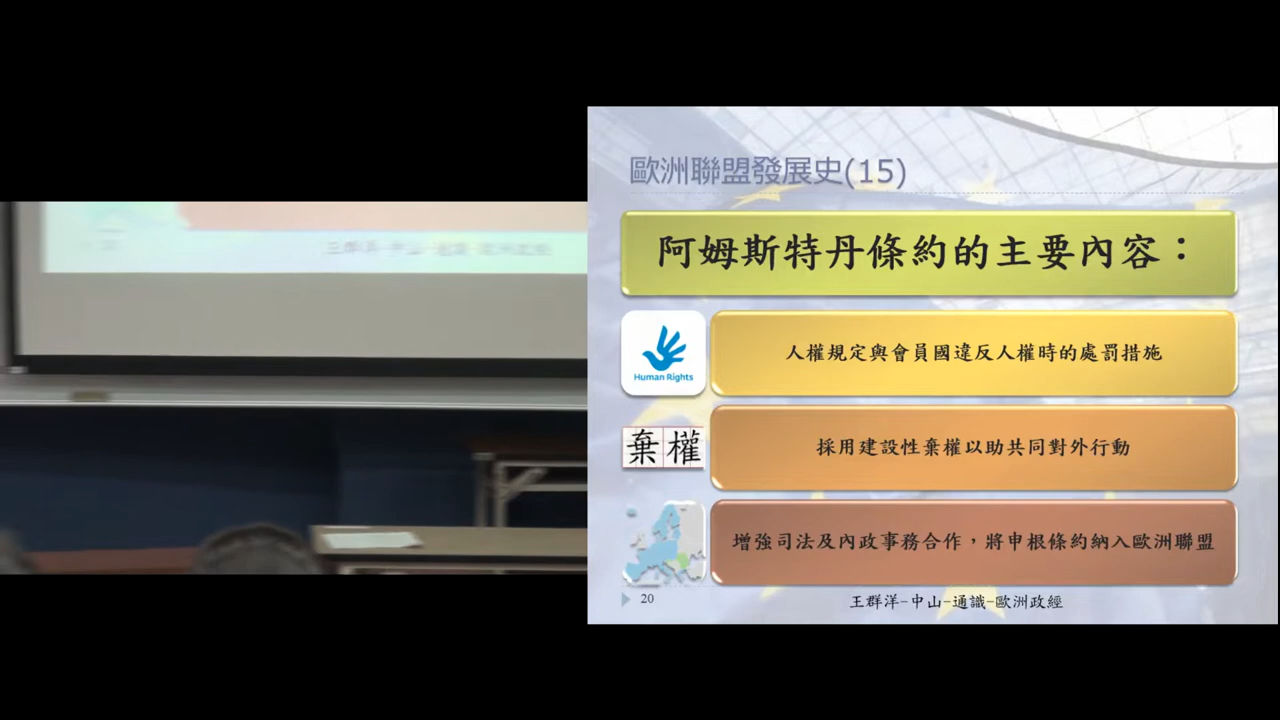 歐洲聯盟發展史(15)
阿姆斯特丹條約的主要內容：
Human Rights
人權規定與會員國違反人權時的處罰措施
棄權
採用建設性棄權以助共同對外行動
增強司法及內政事務合作，將申根條約納入歐洲聯盟
20
王群洋-中山-通識-歐洲政經